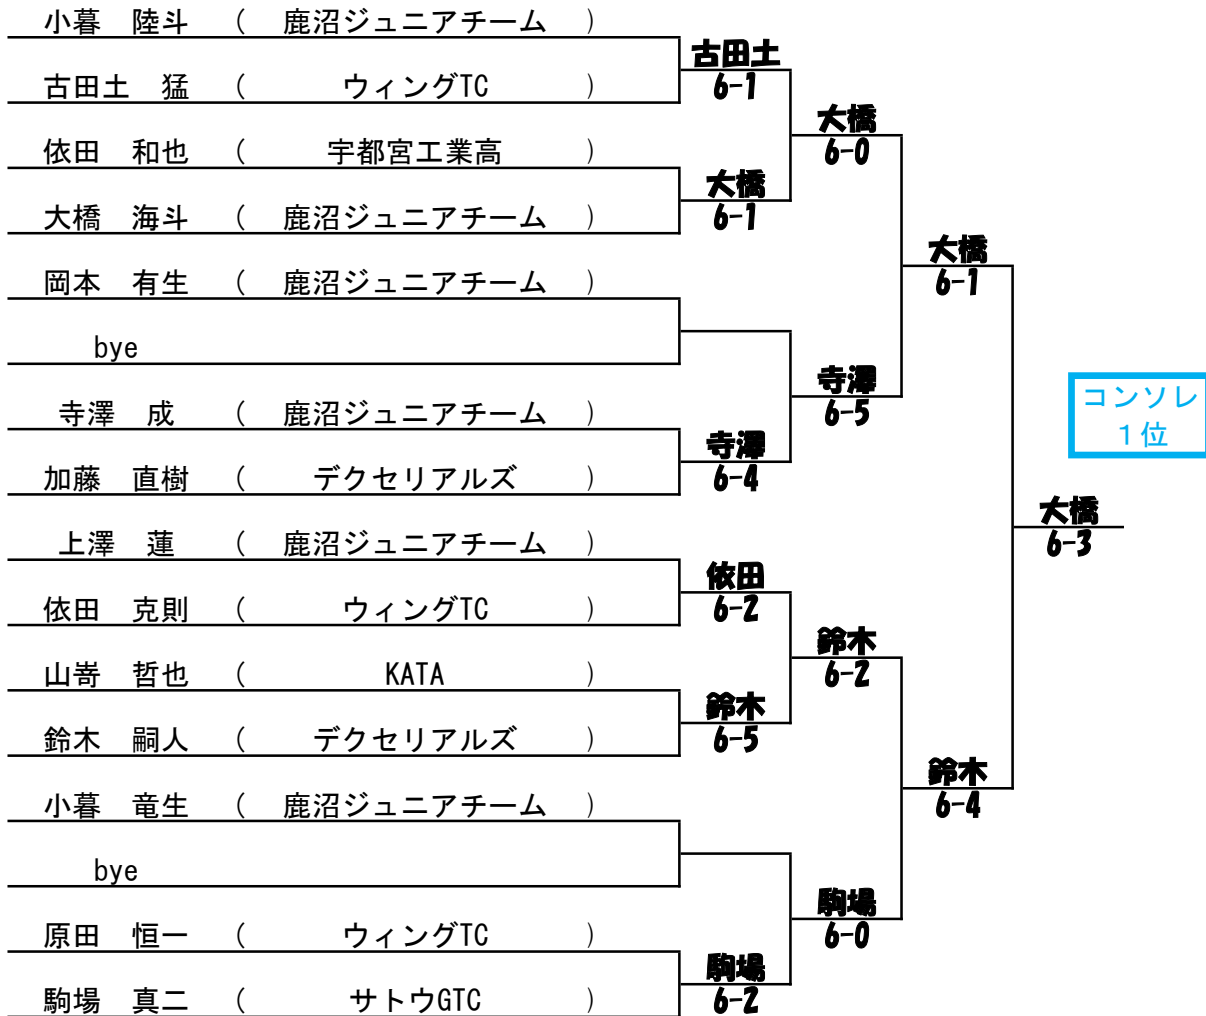 小暮　陸斗　（　鹿沼ジュニアチーム　）
古田土　猛　（　ウィングTC　）
依田　和也　（　宇都宮工業高　）
大橋　海斗　（　鹿沼ジュニアチーム　）
岡本　有生　（　鹿沼ジュニアチーム　）
bye
寺澤　成　（　鹿沼ジュニアチーム　）
加藤　直樹　（　デクセリアルズ　）
上澤　蓮　（　鹿沼ジュニアチーム　）
依田　克則　（　ウィングTC　）
山嵜　哲也　（　KATA　）
鈴木　嗣人　（　デクセリアルズ　）
小暮　竜生　（　鹿沼ジュニアチーム　）
bye
原田　恒一　（　ウィングTC　）
駒場　真二　（　サトウGTC　）
古田土
6-1
大橋
6-1
寺澤
6-4
依田
6-2
鈴木
6-5
駒場
6-2
大橋
6-0
寺澤
6-5
鈴木
6-2
駒場
6-0
大橋
6-1
鈴木
6-4
コンソレ
１位
大橋
6-3